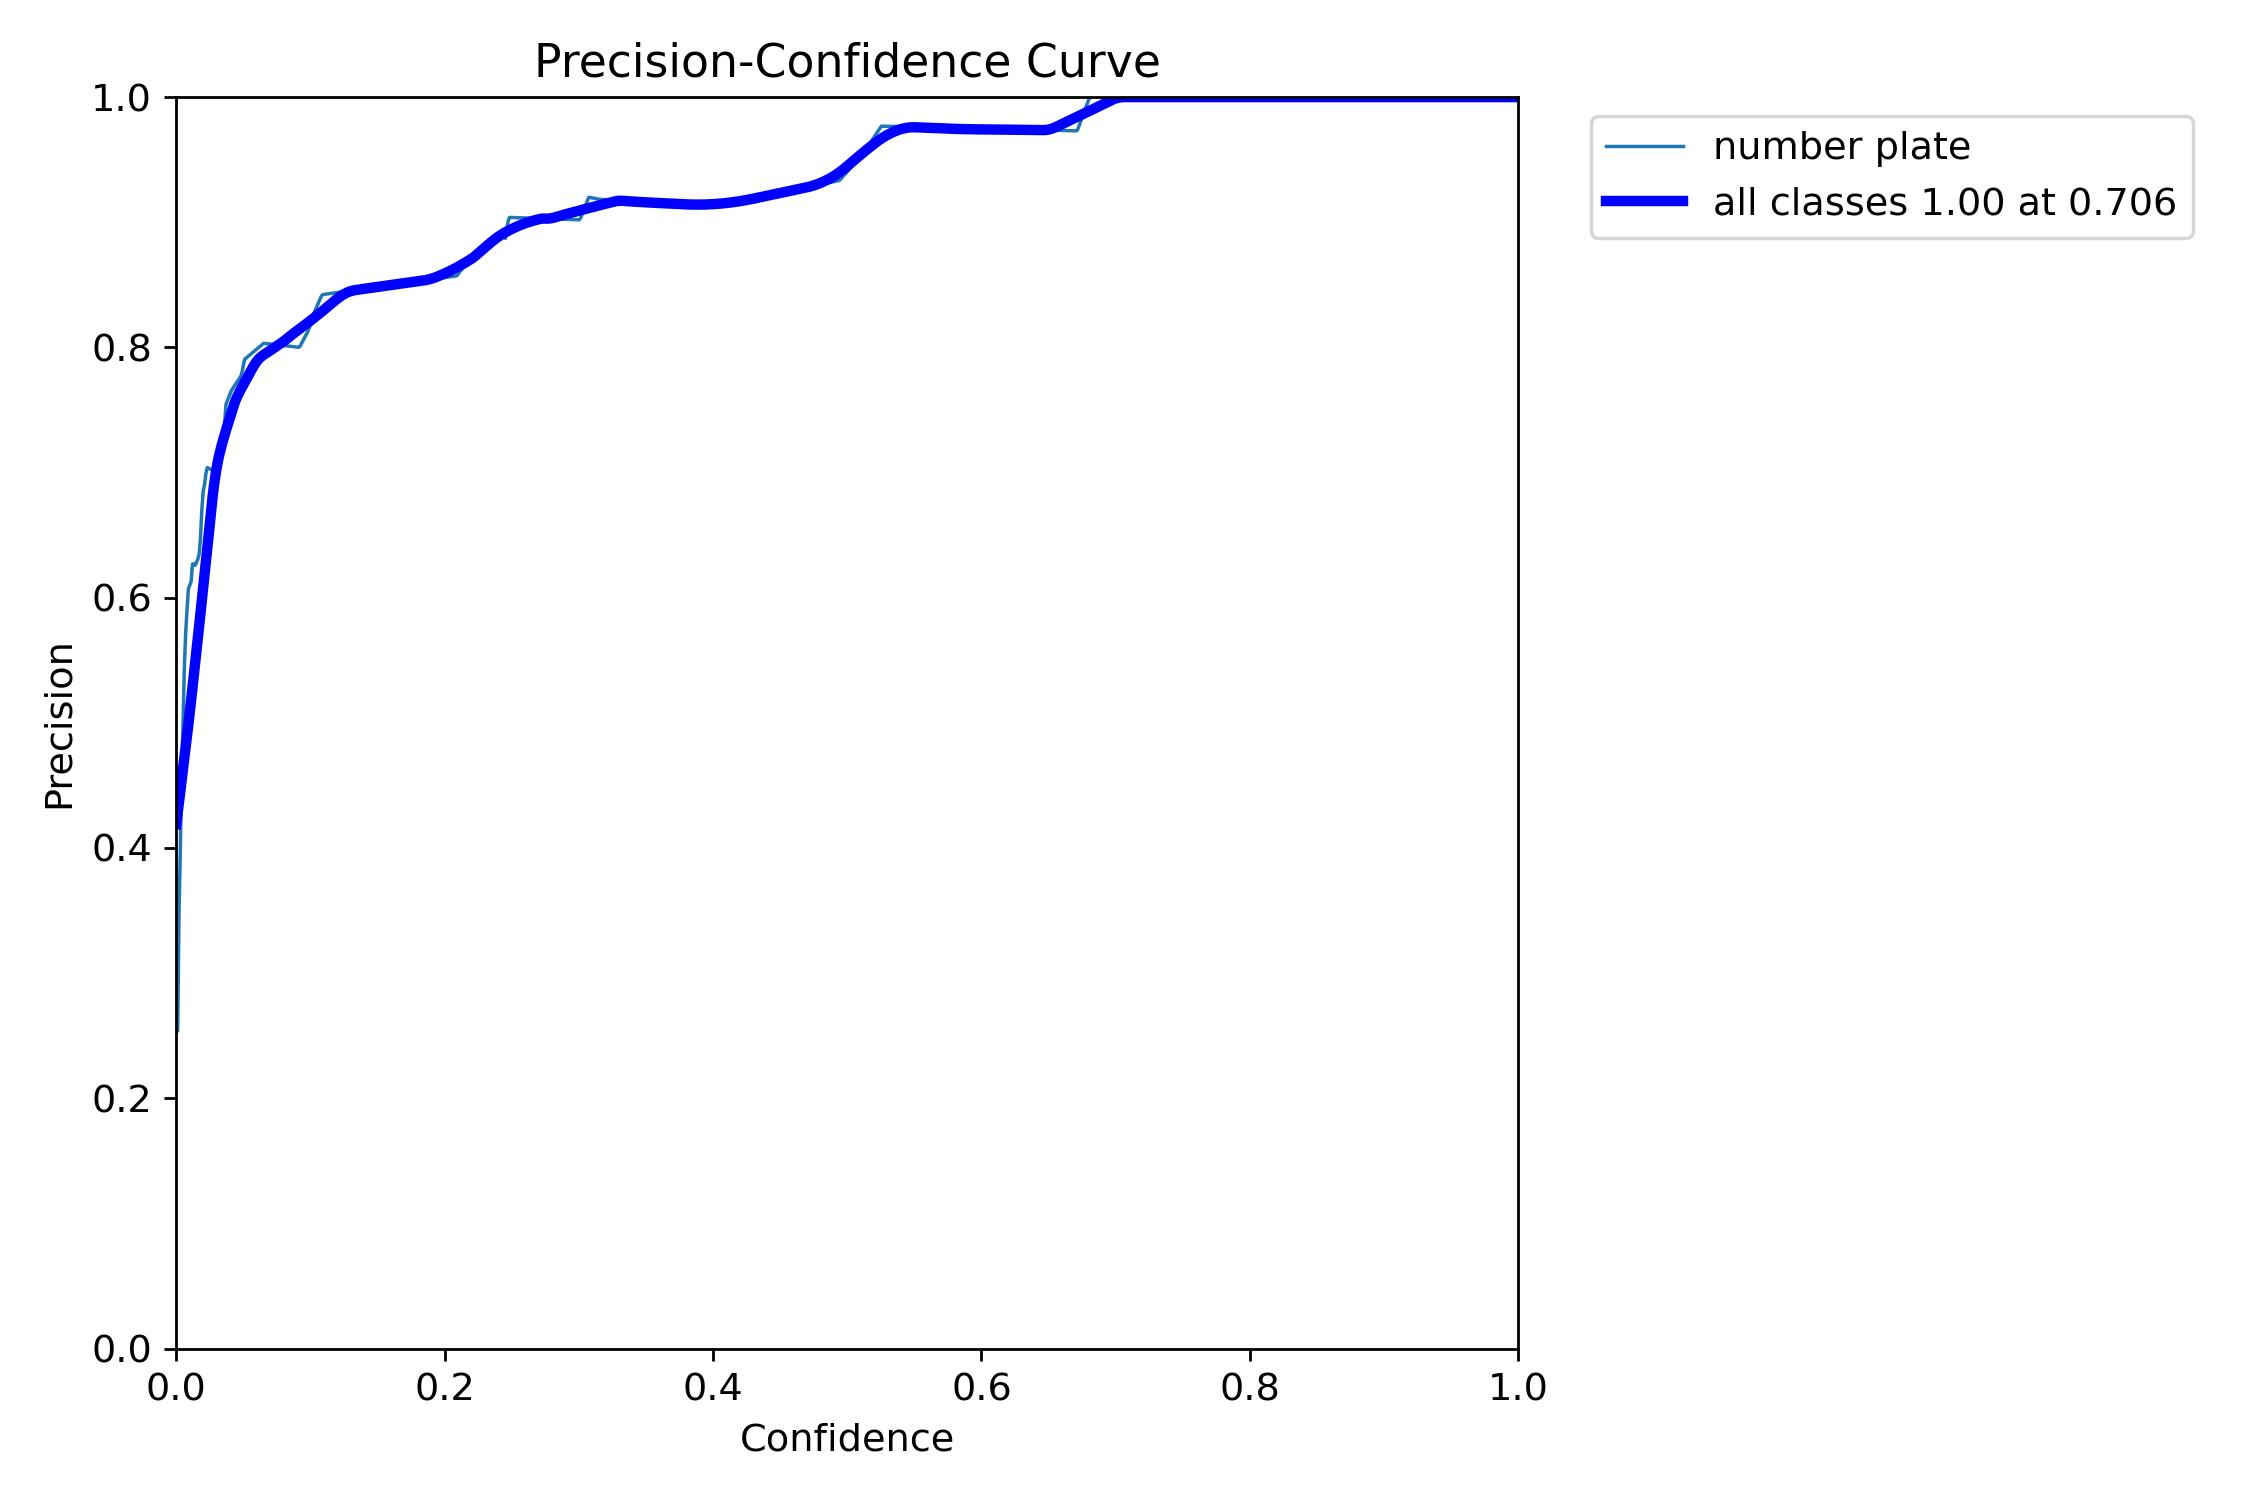 Precision-Confidence Curve
1.0
0.8
0.6
0.4
0.2
0.0
Precision
0.0 0.2 0.4 0.6 0.8 1.0
Confidence
number plate
all classes 1.00 at 0.706